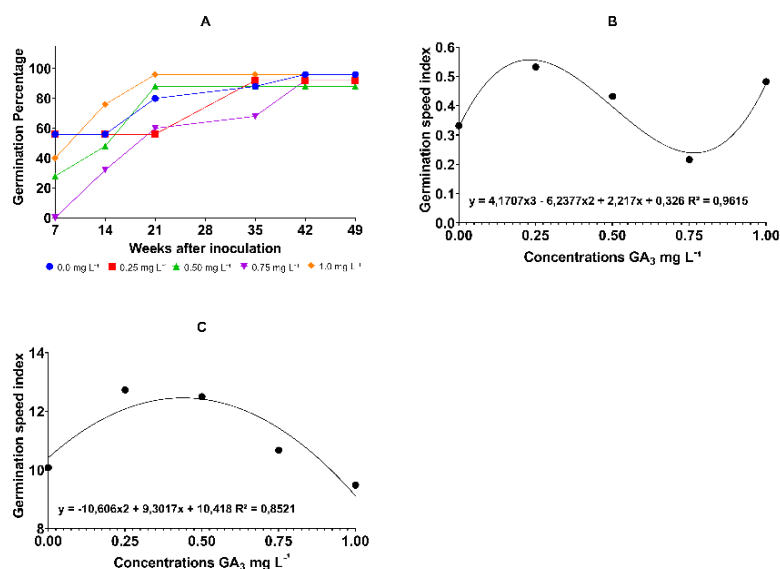 A
Germination Percentage
100
80
60
40
20
0
7 14 21 28 35 42 49
Weeks after inoculation
0.0 mg L⁻¹ 0.25 mg L⁻ 0.50 mg L⁻¹ 0.75 mg L⁻¹ 1.0 mg L⁻¹
B
Germination speed index
0.6
0.5
0.4
0.3
0.2
0.1
0.0
y = 4,1707x3 - 6,2377x2 + 2,217x + 0,326 R² = 0,9615
0.00 0.25 0.50 0.75 1.00
Concentrations GA₃ mg L⁻¹
C
Germination speed index
14
12
10
8
y = -10,606x2 + 9,3017x + 10,418 R² = 0,8521
0.00 0.25 0.50 0.75 1.00
Concentrations GA₃ mg L⁻¹